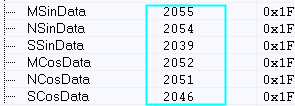 MSinData 2055 0x1F
NSinData 2054 0x1F
SSinData 2039 0x1F
MCosData 2052 0x1F
NCosData 2051 0x1F
SCosData 2046 0x1F